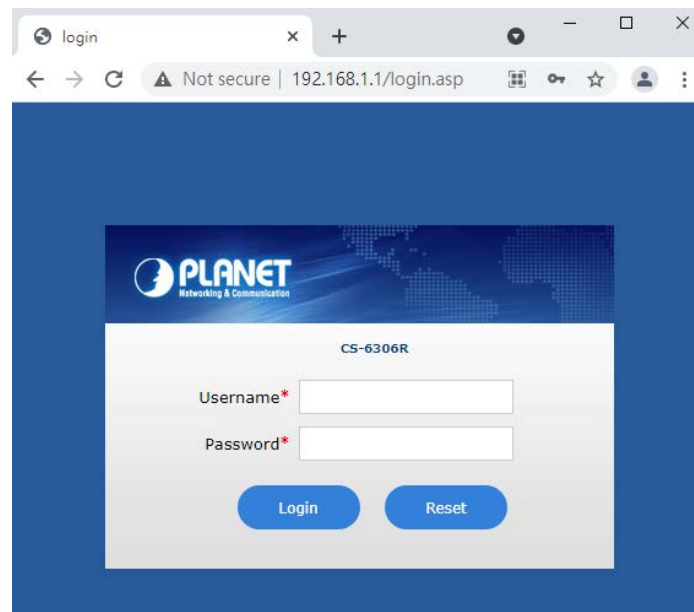 login
Not secure | 192.168.1.1/login.asp
PLANET
Networking & Communication
CS-6306R
Username*
Password*
Login Reset